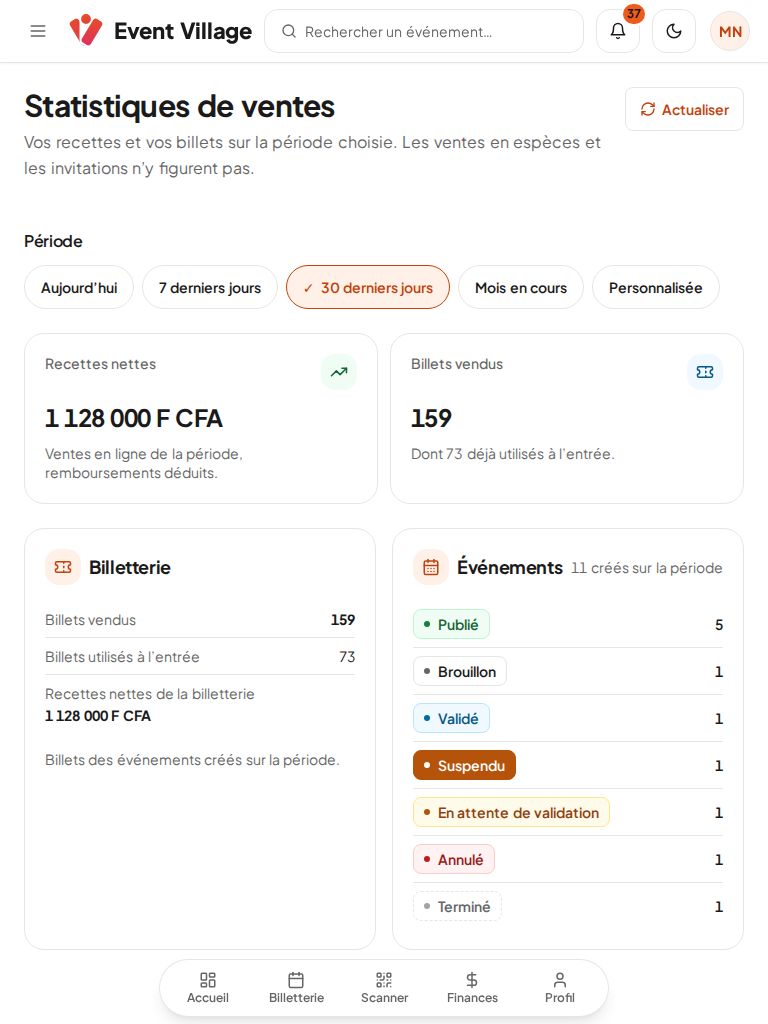 Event Village
Rechercher un événement…
37
MN
Statistiques de ventes
Actualiser
Vos recettes et vos billets sur la période choisie. Les ventes en espèces et
les invitations n’y figurent pas.
Période
Aujourd’hui
7 derniers jours
✓ 30 derniers jours
Mois en cours
Personnalisée
Recettes nettes
1 128 000 F CFA
Ventes en ligne de la période,
remboursements déduits.
Billets vendus
159
Dont 73 déjà utilisés à l’entrée.
Billetterie
Billets vendus 159
Billets utilisés à l’entrée 73
Recettes nettes de la billetterie
1 128 000 F CFA
Billets des événements créés sur la période.
Événements 11 créés sur la période
Publié 5
Brouillon 1
Validé 1
Suspendu 1
En attente de validation 1
Annulé 1
Terminé 1
Accueil
Billetterie
Scanner
Finances
Profil